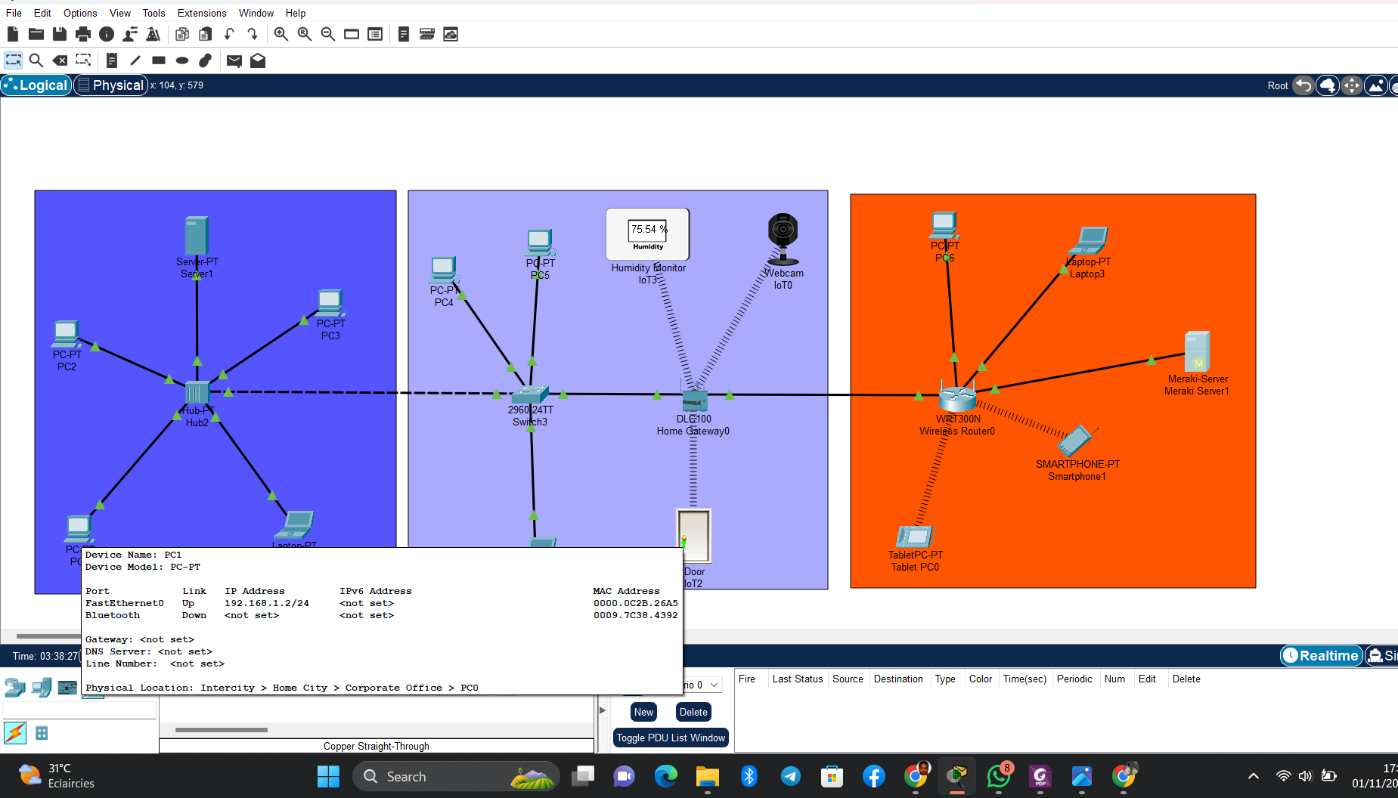 File Edit Options View Tools Extensions Window Help
Logical Physical x: 104, y: 579
Root
Server-PT
Server1
PC-PT
PC3
PC-PT
PC2
Hub-PT
Hub2
Laptop-PT
PC-PT
PC5
PC-PT
PC4
75.54 %
Humidity
Humidity Monitor
IoT3
Webcam
IoT0
2960-24TT
Switch3
DLC100
Home Gateway0
Door
IoT2
PC-PT
PC6
Laptop-PT
Laptop3
M
Meraki-Server
Meraki Server1
WRT300N
Wireless Router0
SMARTPHONE-PT
Smartphone1
TabletPC-PT
Tablet PC0
Device Name: PC1
Device Model: PC-PT
Port Link IP Address IPv6 Address MAC Address
FastEthernet0 Up 192.168.1.2/24 <not set> 0000.0C2B.26A5
Bluetooth Down <not set> <not set> 0009.7C38.4392
Gateway: <not set>
DNS Server: <not set>
Line Number: <not set>
Physical Location: Intercity > Home City > Corporate Office > PC0
Time: 03:38:27
Realtime
Fire Last Status Source Destination Type Color Time(sec) Periodic Num Edit Delete
New Delete
Toggle PDU List Window
Copper Straight-Through
31°C
Eclaircies
Search
8
PDF
17:
01/11/20